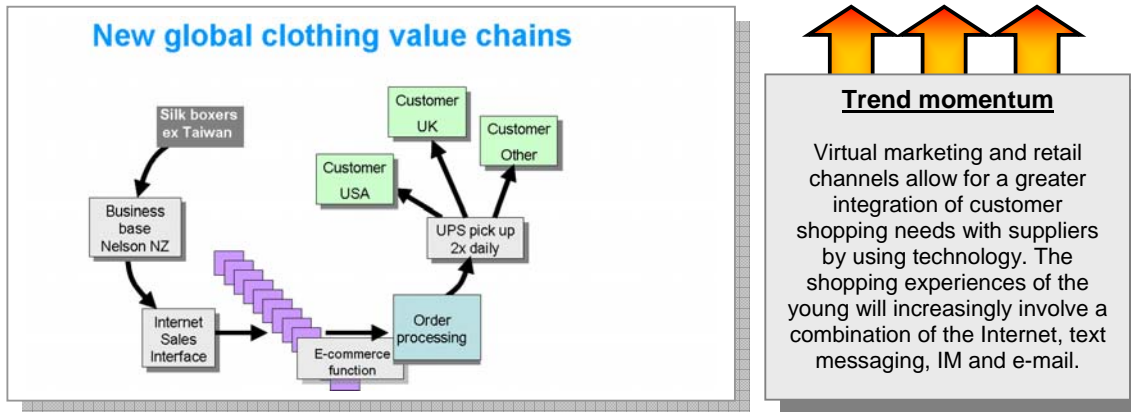 New global clothing value chains
Silk boxers
ex Taiwan
Business
base
Nelson NZ
Internet
Sales
Interface
E-commerce
function
Order
processing
UPS pick up
2x daily
Customer
USA
Customer
UK
Customer
Other
Trend momentum
Virtual marketing and retail
channels allow for a greater
integration of customer
shopping needs with suppliers
by using technology. The
shopping experiences of the
young will increasingly involve a
combination of the Internet, text
messaging, IM and e-mail.